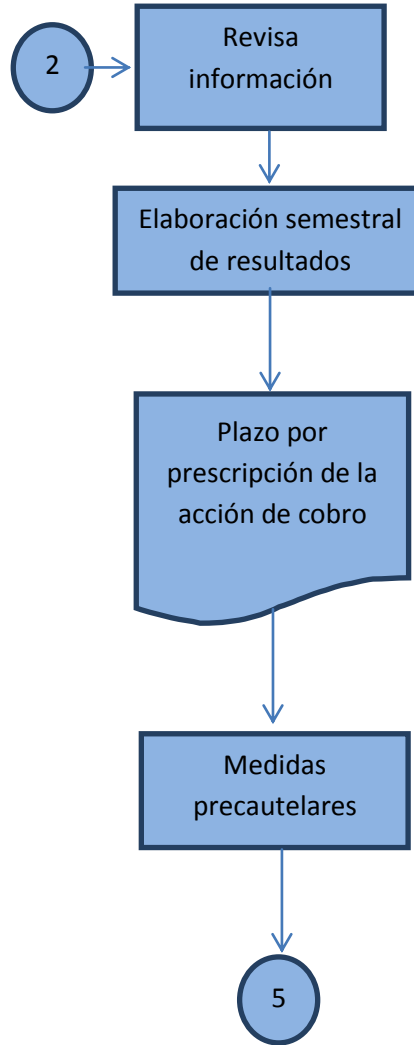 2
Revisa
información
Elaboración semestral
de resultados
Plazo por
prescripción de la
acción de cobro
Medidas
precautelares
5